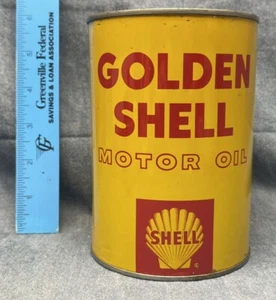 GOLDEN
SHELL
MOTOR OIL
SHELL
®
Greenville Federal
SAVINGS & LOAN ASSOCIATION